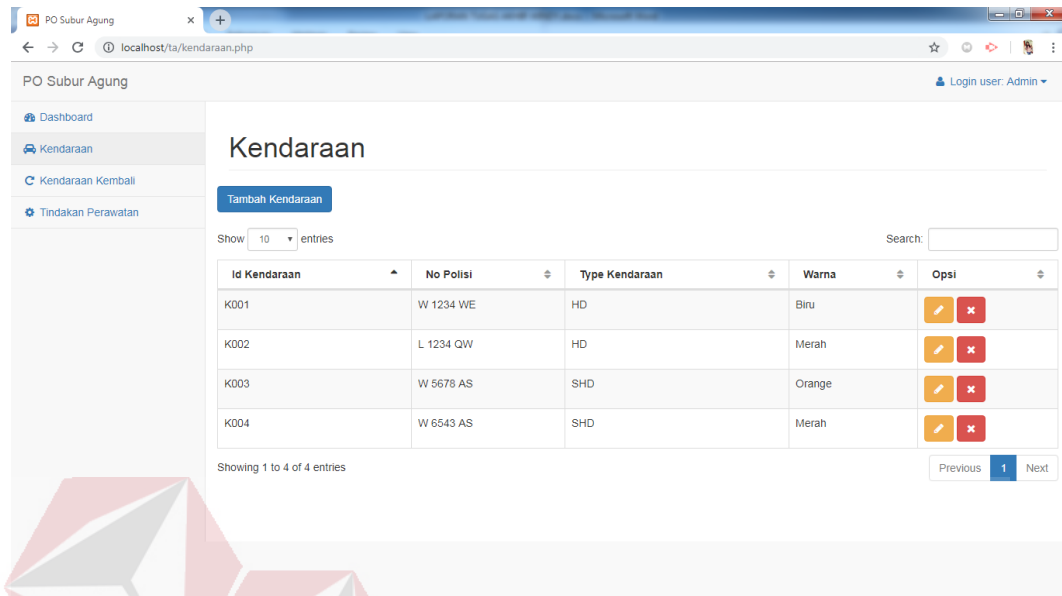 PO Subur Agung
localhost/ta/kendaraan.php
PO Subur Agung
Login user: Admin
Dashboard
Kendaraan
Kendaraan Kembali
Tindakan Perawatan
Kendaraan
Tambah Kendaraan
Show 10 entries
Search:
Id Kendaraan No Polisi Type Kendaraan Warna Opsi
K001 W 1234 WE HD Biru
K002 L 1234 QW HD Merah
K003 W 5678 AS SHD Orange
K004 W 6543 AS SHD Merah
Showing 1 to 4 of 4 entries
Previous 1 Next